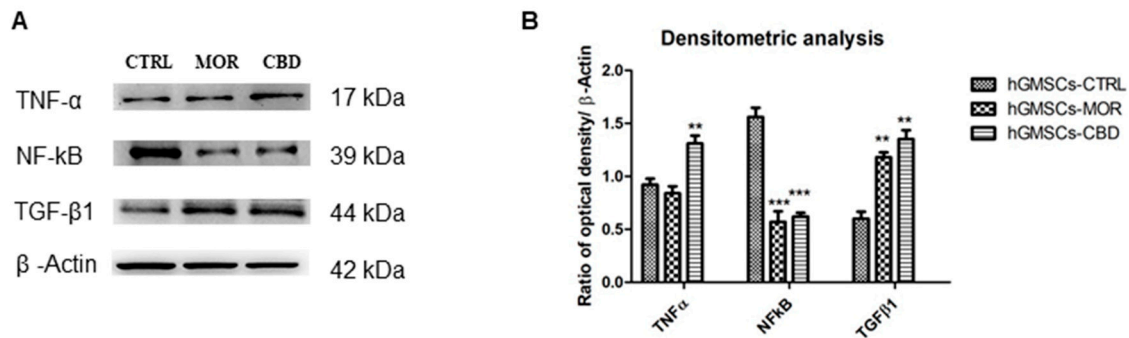 A
CTRL MOR CBD
TNF-α 17 kDa
NF-kB 39 kDa
TGF-β1 44 kDa
β -Actin 42 kDa
B
Densitometric analysis
Ratio of optical density/ β-Actin
2.0
1.5
1.0
0.5
0.0
**
***
***
**
**
TNFα
NFkB
TGFβ1
hGMSCs-CTRL
hGMSCs-MOR
hGMSCs-CBD